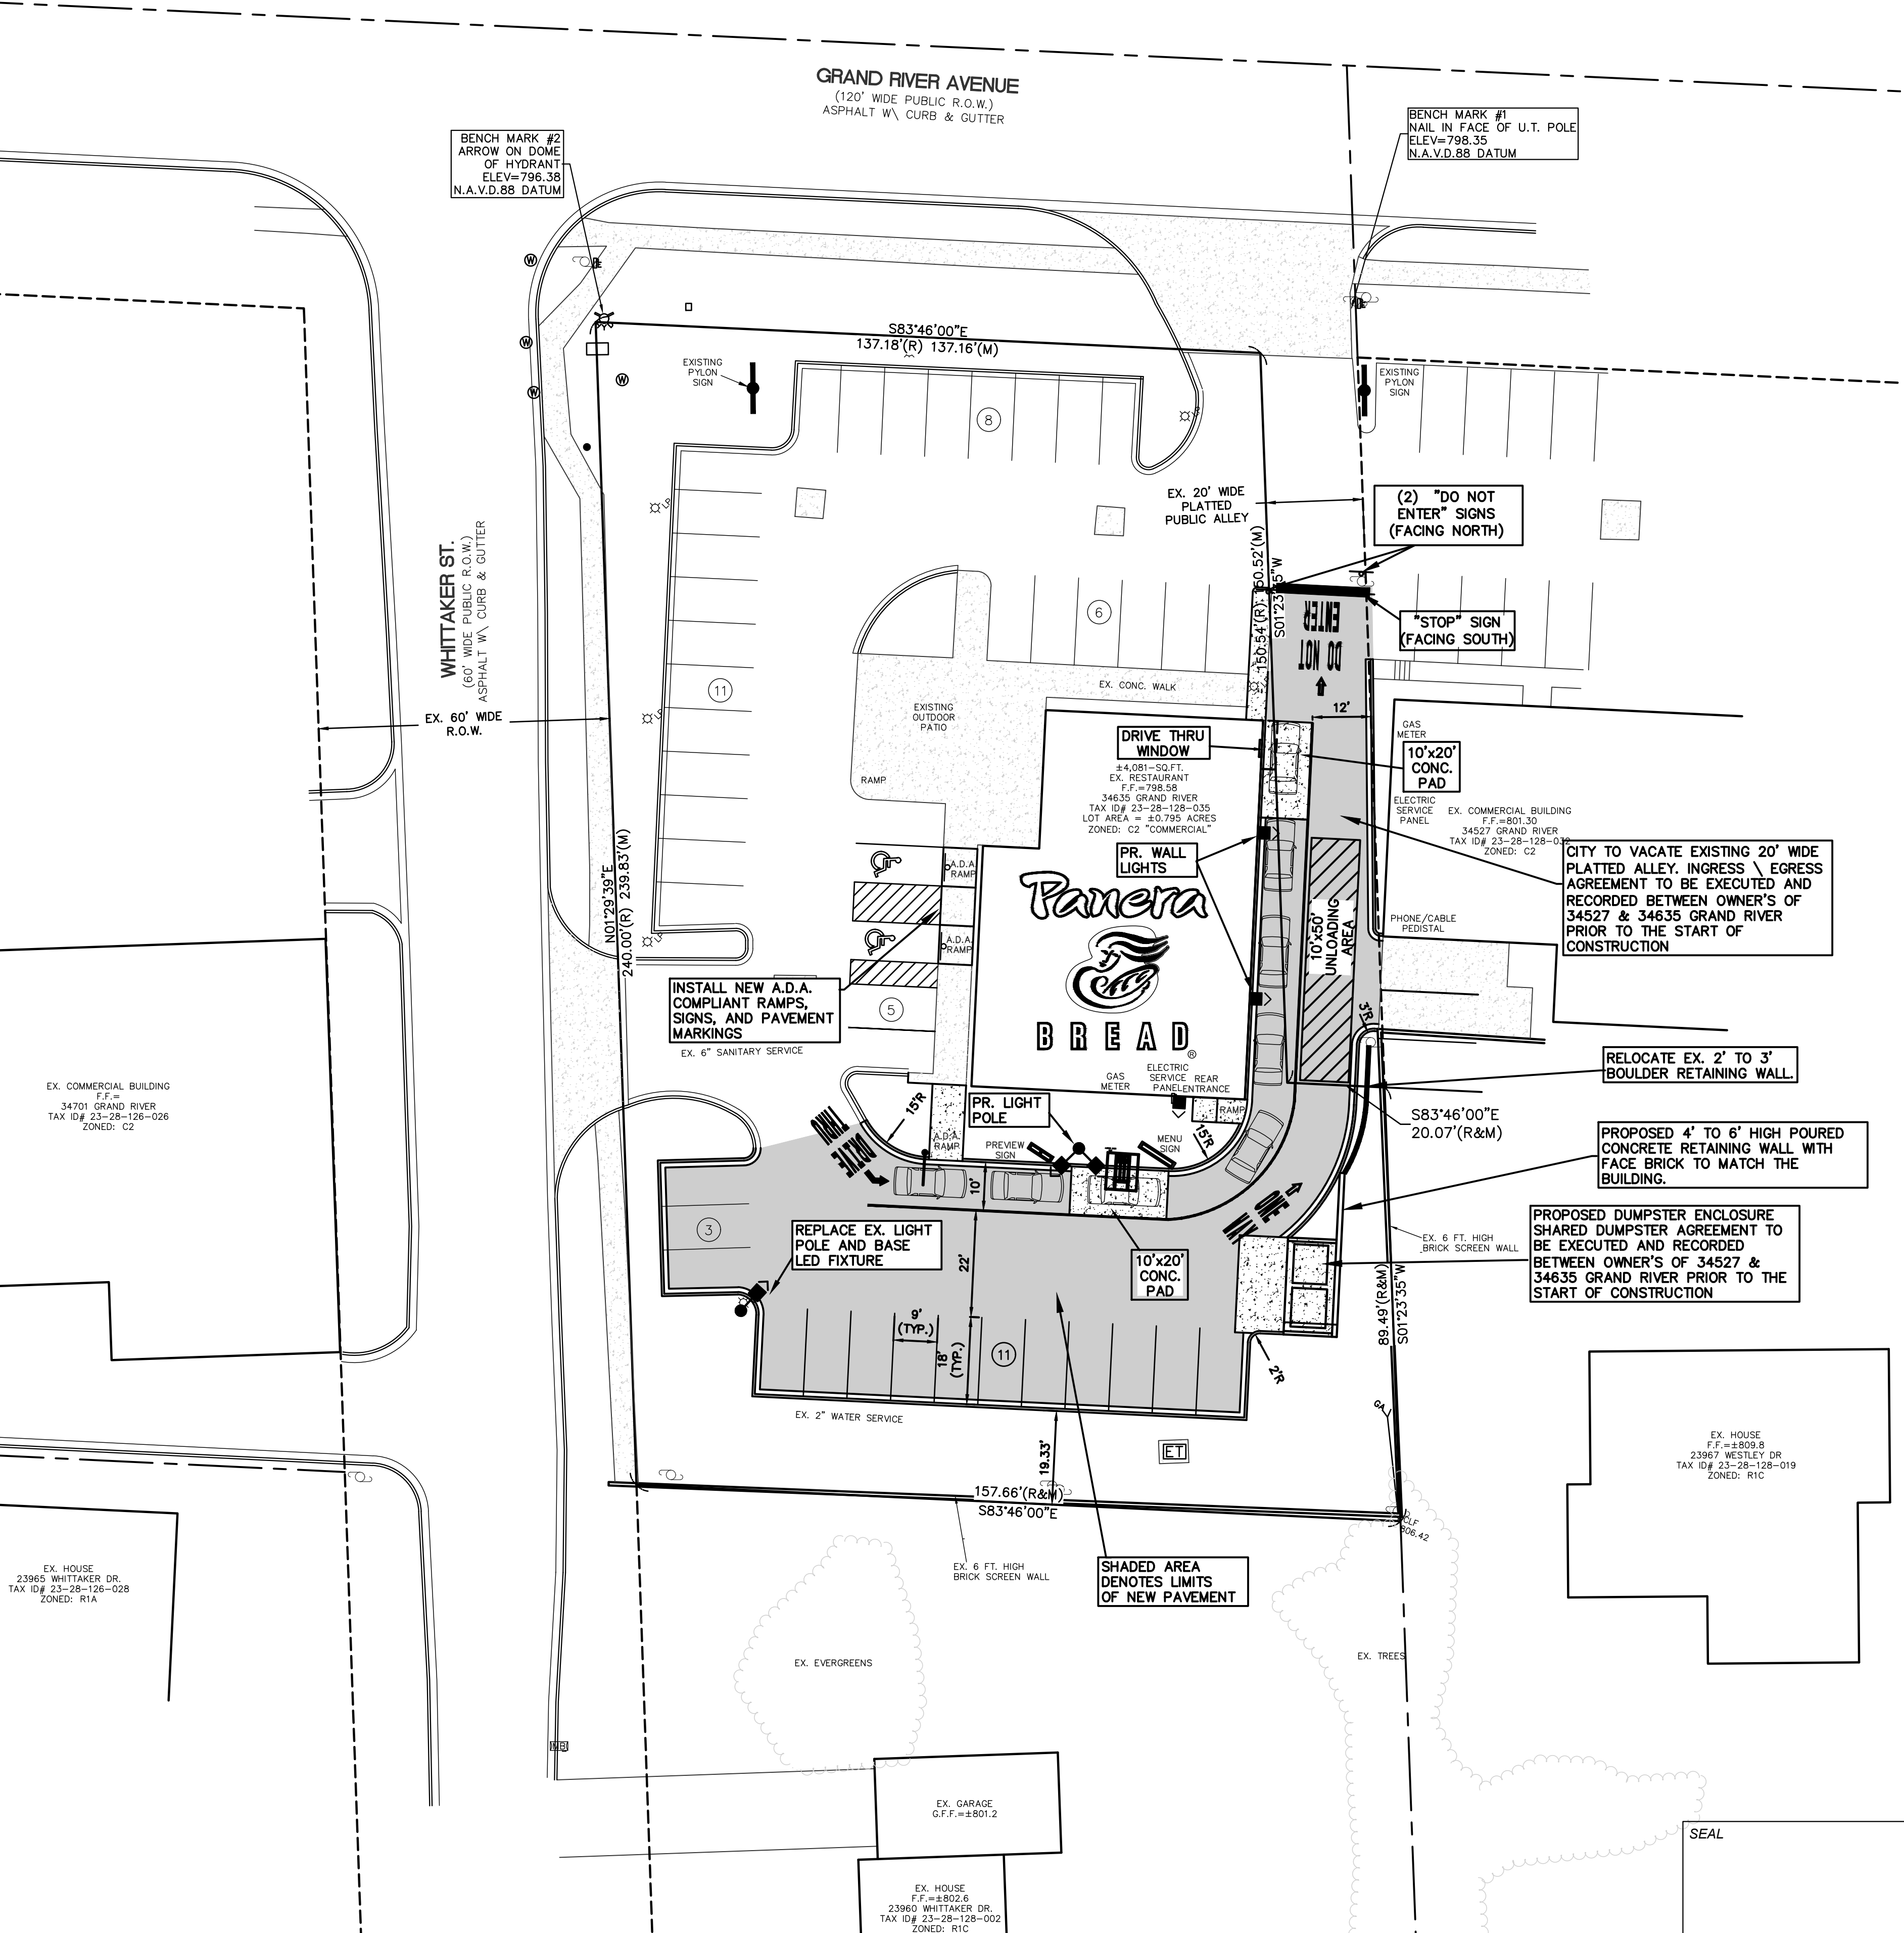 GRAND RIVER AVENUE
(120' WIDE PUBLIC R.O.W.)
ASPHALT W\ CURB & GUTTER
BENCH MARK #2
ARROW ON DOME
OF HYDRANT
ELEV=796.38
N.A.V.D.88 DATUM
BENCH MARK #1
NAIL IN FACE OF U.T. POLE
ELEV=798.35
N.A.V.D.88 DATUM
W
W
W
W
S83°46'00"E
137.18'(R) 137.16'(M)
EXISTING
PYLON
SIGN
EXISTING
PYLON
SIGN
8
EX. 20' WIDE
PLATTED
PUBLIC ALLEY
(2) "DO NOT
ENTER" SIGNS
(FACING NORTH)
WHITTAKER ST.
(60' WIDE PUBLIC R.O.W.)
ASPHALT W\ CURB & GUTTER
150.54'(R) 150.52'(M)
6
DO NOT
ENTER
"STOP" SIGN
(FACING SOUTH)
11
EX. CONC. WALK
EX. 60' WIDE
R.O.W.
EXISTING
OUTDOOR
PATIO
RAMP
12'
GAS
METER
DRIVE THRU
WINDOW
10'x20'
CONC.
PAD
±4,081-SQ.FT.
EX. RESTAURANT
F.F.=798.58
34635 GRAND RIVER
TAX ID# 23-28-128-035
LOT AREA = ±0.795 ACRES
ZONED: C2 "COMMERCIAL"
ELECTRIC
SERVICE
PANEL
EX. COMMERCIAL BUILDING
F.F.=801.30
34527 GRAND RIVER
TAX ID# 23-28-128-032
ZONED: C2
PR. WALL
LIGHTS
CITY TO VACATE EXISTING 20' WIDE
PLATTED ALLEY. INGRESS \ EGRESS
AGREEMENT TO BE EXECUTED AND
RECORDED BETWEEN OWNER'S OF
34527 & 34635 GRAND RIVER
PRIOR TO THE START OF
CONSTRUCTION
N01°29'39"E
240.00'(R) 239.83'(M)
A.D.A.
RAMP
A.D.A.
RAMP
Panera
BREAD®
10'x50'
UNLOADING
AREA
PHONE/CABLE
PEDISTAL
INSTALL NEW A.D.A.
COMPLIANT RAMPS,
SIGNS, AND PAVEMENT
MARKINGS
5
3'R
EX. 6" SANITARY SERVICE
GAS
METER
ELECTRIC
SERVICE
PANEL
REAR
ENTRANCE
RAMP
RELOCATE EX. 2' TO 3'
BOULDER RETAINING WALL.
EX. COMMERCIAL BUILDING
F.F.=
34701 GRAND RIVER
TAX ID# 23-28-126-026
ZONED: C2
S83°46'00"E
20.07'(R&M)
DRIVE
THRU
15'R
PR. LIGHT
POLE
A.D.A.
RAMP
PREVIEW
SIGN
MENU
SIGN
15'R
PROPOSED 4' TO 6' HIGH POURED
CONCRETE RETAINING WALL WITH
FACE BRICK TO MATCH THE
BUILDING.
10'
3
REPLACE EX. LIGHT
POLE AND BASE
LED FIXTURE
22'
10'x20'
CONC.
PAD
EX. 6 FT. HIGH
BRICK SCREEN WALL
PROPOSED DUMPSTER ENCLOSURE
SHARED DUMPSTER AGREEMENT TO
BE EXECUTED AND RECORDED
BETWEEN OWNER'S OF 34527 &
34635 GRAND RIVER PRIOR TO THE
START OF CONSTRUCTION
9'
(TYP.)
18'
(TYP.)
11
2'R
89.49'(R&M)
S01°23'35"W
EX. 2" WATER SERVICE
19.33'
ET
GA
157.66'(R&M)
S83°46'00"E
CLF
806.42
EX. HOUSE
F.F.=±809.8
23967 WESTLEY DR
TAX ID# 23-28-128-019
ZONED: R1C
EX. 6 FT. HIGH
BRICK SCREEN WALL
SHADED AREA
DENOTES LIMITS
OF NEW PAVEMENT
EX. HOUSE
23965 WHITTAKER DR.
TAX ID# 23-28-126-028
ZONED: R1A
EX. EVERGREENS
EX. TREES
MB
EX. GARAGE
G.F.F.=±801.2
SEAL
EX. HOUSE
F.F.=±802.6
23960 WHITTAKER DR.
TAX ID# 23-28-128-002
ZONED: R1C